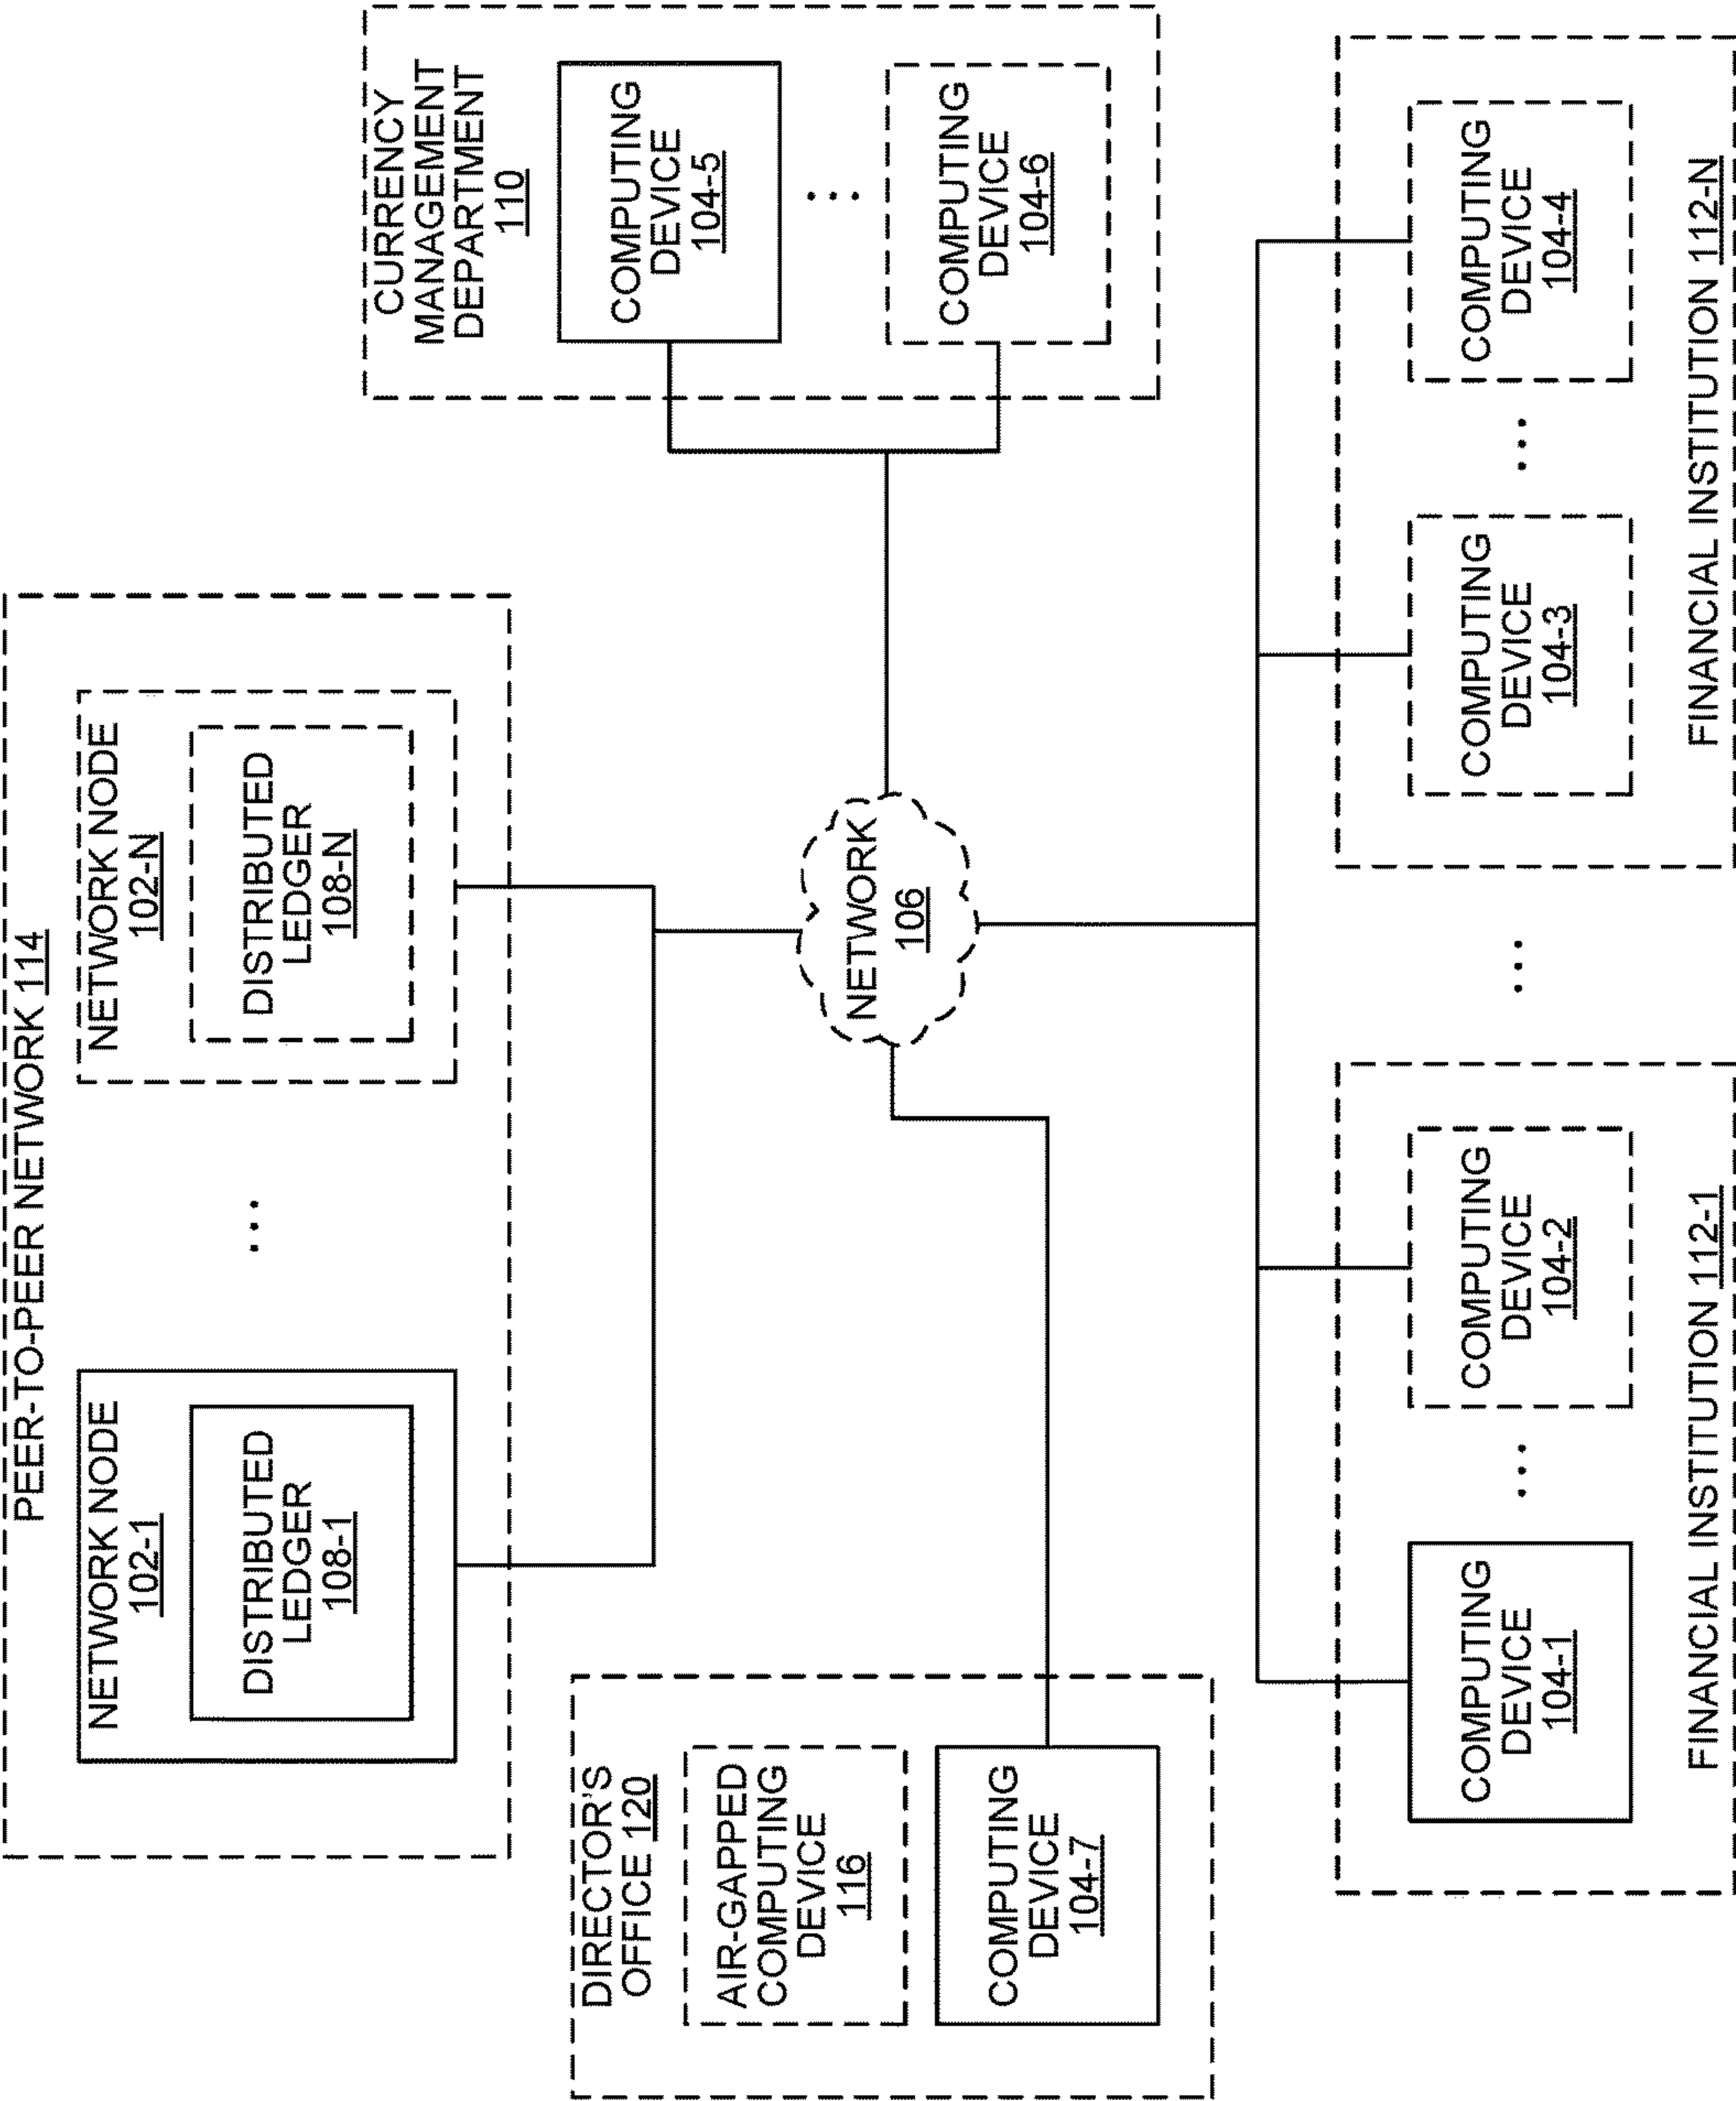 PEER-TO-PEER NETWORK 114
NETWORK NODE
102-1
DISTRIBUTED
LEDGER
108-1
...
NETWORK NODE
102-N
DISTRIBUTED
LEDGER
108-N
CURRENCY
MANAGEMENT
DEPARTMENT
110
COMPUTING
DEVICE
104-5
...
COMPUTING
DEVICE
104-6
DIRECTOR'S
OFFICE 120
AIR-GAPPED
COMPUTING
DEVICE
116
COMPUTING
DEVICE
104-7
NETWORK
106
COMPUTING
DEVICE
104-1
...
COMPUTING
DEVICE
104-2
FINANCIAL INSTITUTION 112-1
...
COMPUTING
DEVICE
104-3
...
COMPUTING
DEVICE
104-4
FINANCIAL INSTITUTION 112-N